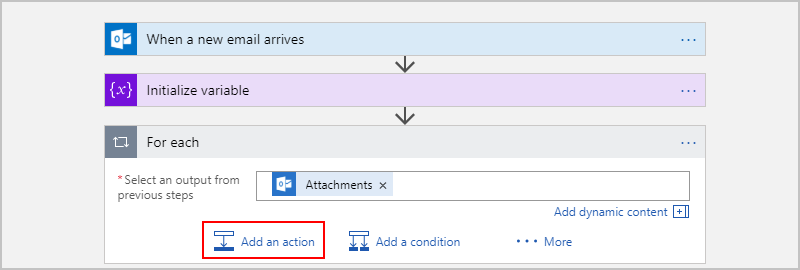 When a new email arrives
{x} Initialize variable
For each
*Select an output from
previous steps
Attachments ×
Add dynamic content
Add an action Add a condition ••• More